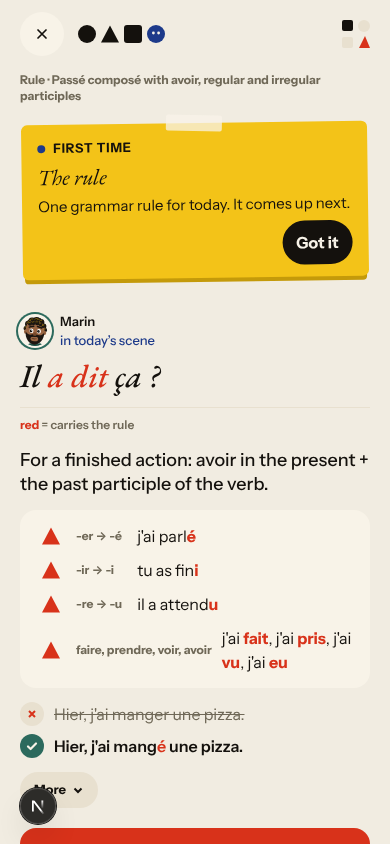 Rule · Passé composé avec avoir, regular and irregular
participles
FIRST TIME
The rule
One grammar rule for today. It comes up next.
Got it
Marin
in today's scene
Il a dit ça ?
red = carries the rule
For a finished action: avoir in the present +
the past participle of the verb.
-er → -é j'ai parlé
-ir → -i tu as fini
-re → -u il a attendu
faire, prendre, voir, avoir j'ai fait, j'ai pris, j'ai
vu, j'ai eu
Hier, j'ai manger une pizza.
Hier, j'ai mangé une pizza.
More
N